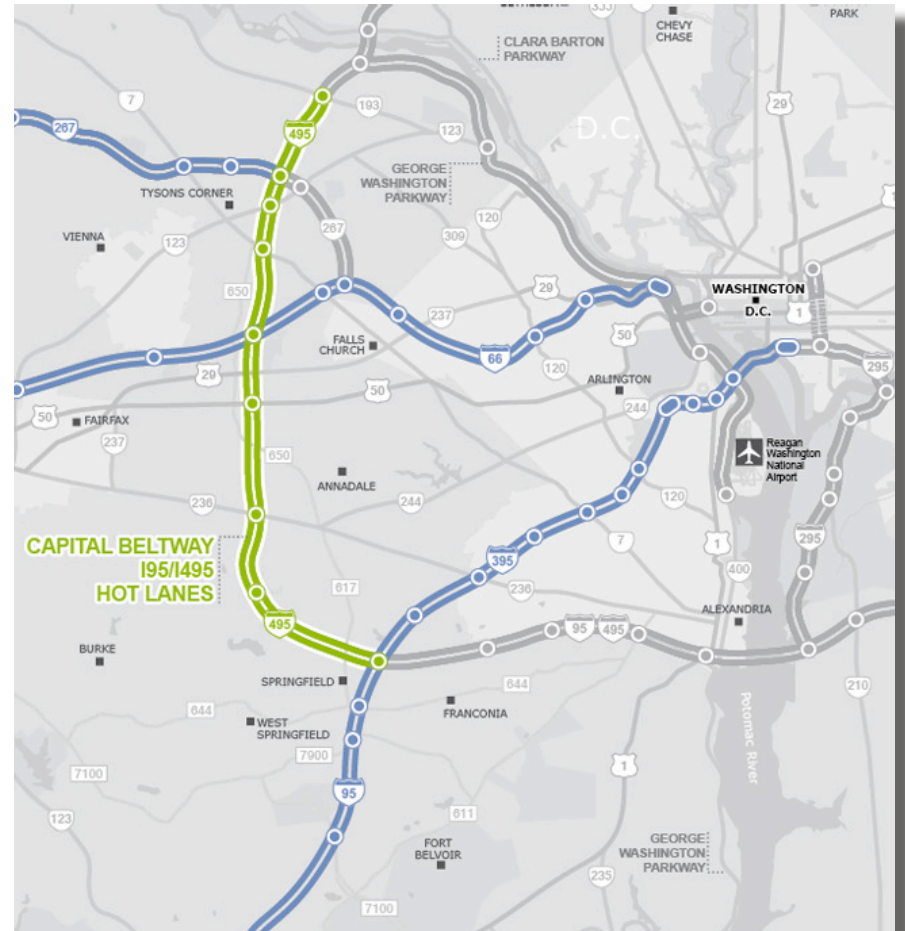 355
CHEVY
CHASE
PARK
CLARA BARTON
PARKWAY
7
193
29
267
495
123
D.C.
GEORGE
WASHINGTON
PARKWAY
TYSONS CORNER
120
1
VIENNA
123
267
309
650
29
WASHINGTON
D.C.
1
237
50
FALLS
CHURCH
66
29
120
295
50
ARLINGTON
50
244
FAIRFAX
237
650
Reagan
Washington
National
Airport
ANNADALE
236
244
120
7
1
295
CAPITAL BELTWAY
I95/I495
HOT LANES
395
400
617
236
ALEXANDRIA
495
95
495
BURKE
SPRINGFIELD
644
210
FRANCONIA
644
WEST
SPRINGFIELD
Potomac River
7900
7100
95
1
123
611
FORT
BELVOIR
GEORGE
WASHINGTON
PARKWAY
235
7100